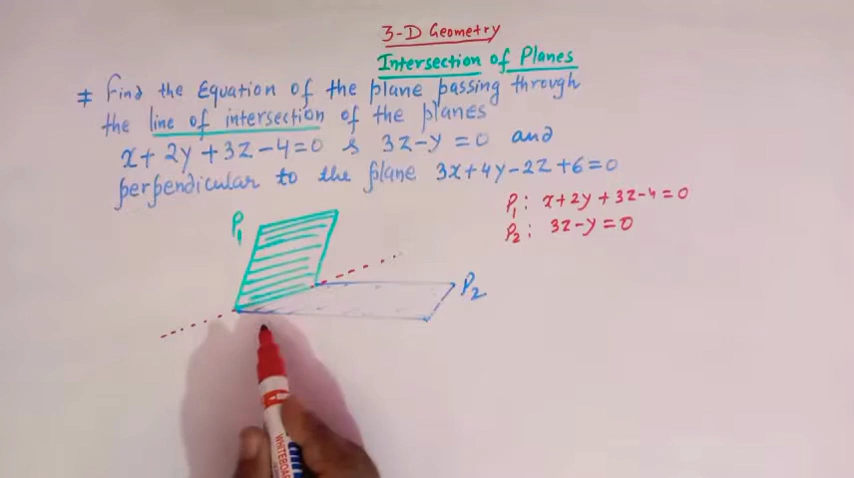 3-D Geometry
Intersection of Planes
# Find the Equation of the plane passing through
the line of intersection of the planes
x + 2y + 3z - 4 = 0 & 3z - y = 0 and
perpendicular to the plane 3x + 4y - 2z + 6 = 0
P₁: x + 2y + 3z - 4 = 0
P₂: 3z - y = 0
P₁
P₂
WHITEBOA